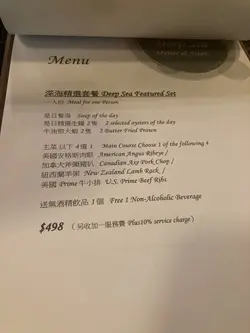 Menu
深海精選套餐 Deep Sea Featured Set
一人份 Meal for one Person
是日餐湯 Soup of the day
是日精選生蠔 2 隻 2 selected oysters of the day
牛油煎大蝦 2 隻 2 Butter Fried Prawn
主菜 以下 4 選 1 Main Course Choose 1 of the following 4
美國安格斯肉眼 American Angus Ribeye /
加拿大斧頭豬扒 Canadian Axe Pork Chop /
紐西蘭羊架 New Zealand Lamb Rack /
美國 Prime 牛小排 U.S. Prime Beef Ribs.
送無酒精飲品 1 個 Free 1 Non-Alcoholic Beverage
$498 ( 另收加一服務費 Plus10% service charge )